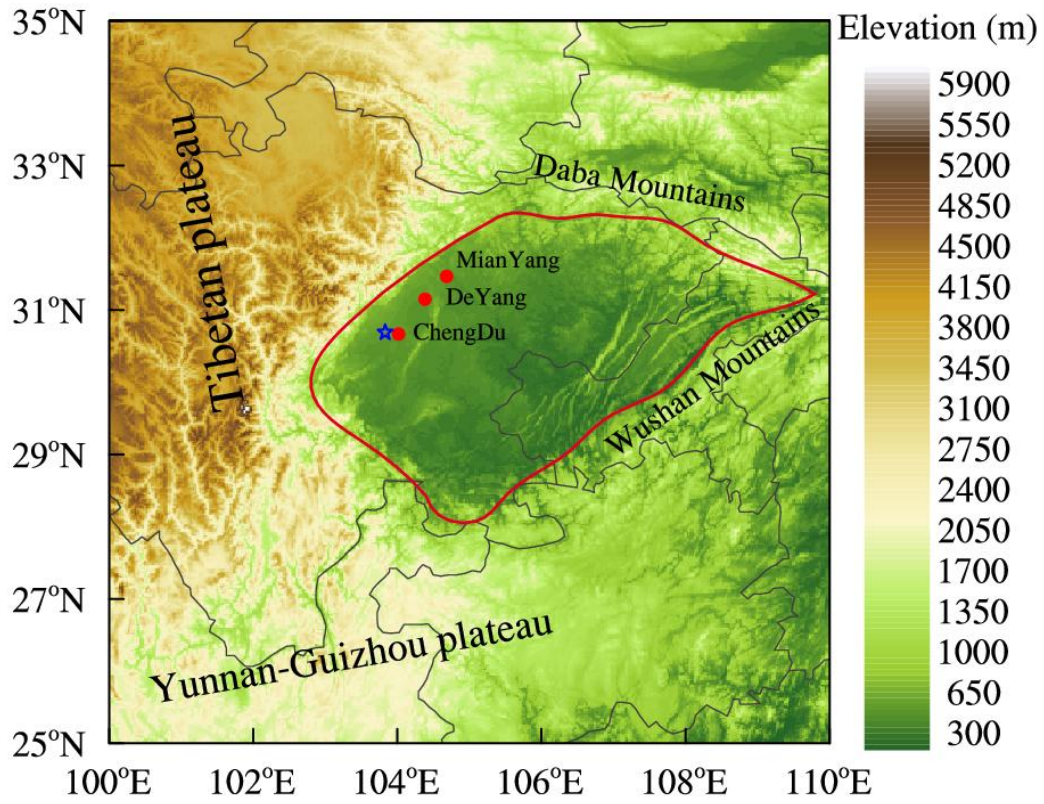 35°N
33°N
31°N
29°N
27°N
25°N
100°E
102°E
104°E
106°E
108°E
110°E
Tibetan plateau
Daba Mountains
MianYang
DeYang
ChengDu
Wushan Mountains
Yunnan-Guizhou plateau
Elevation (m)
5900
5550
5200
4850
4500
4150
3800
3450
3100
2750
2400
2050
1700
1350
1000
650
300